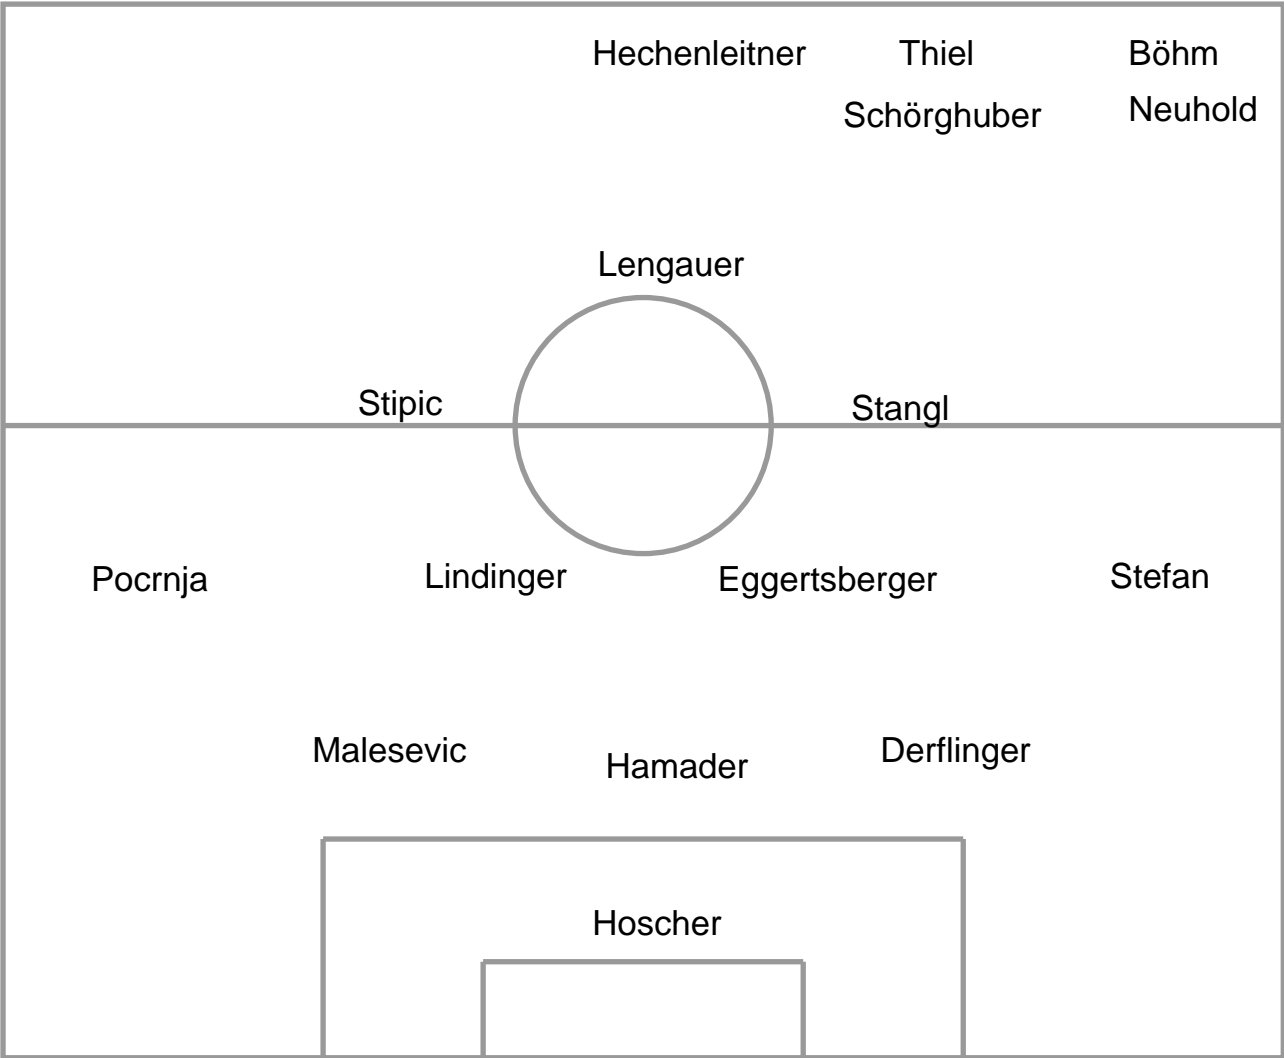 Hechenleitner Thiel Böhm
Schörghuber Neuhold
Lengauer
Stipic Stangl
Pocrnja Lindinger Eggertsberger Stefan
Malesevic Hamader Derflinger
Hoscher